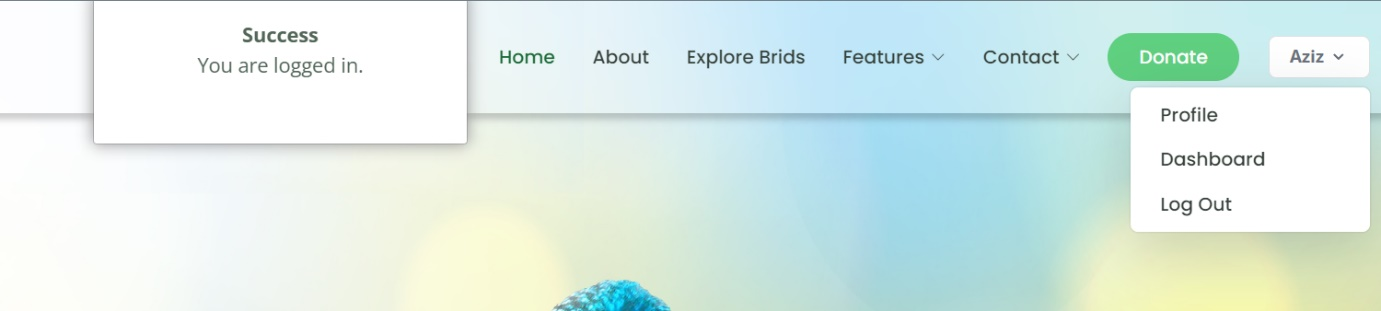 Success
You are logged in.
Home About Explore Brids Features Contact Donate Aziz
Profile
Dashboard
Log Out